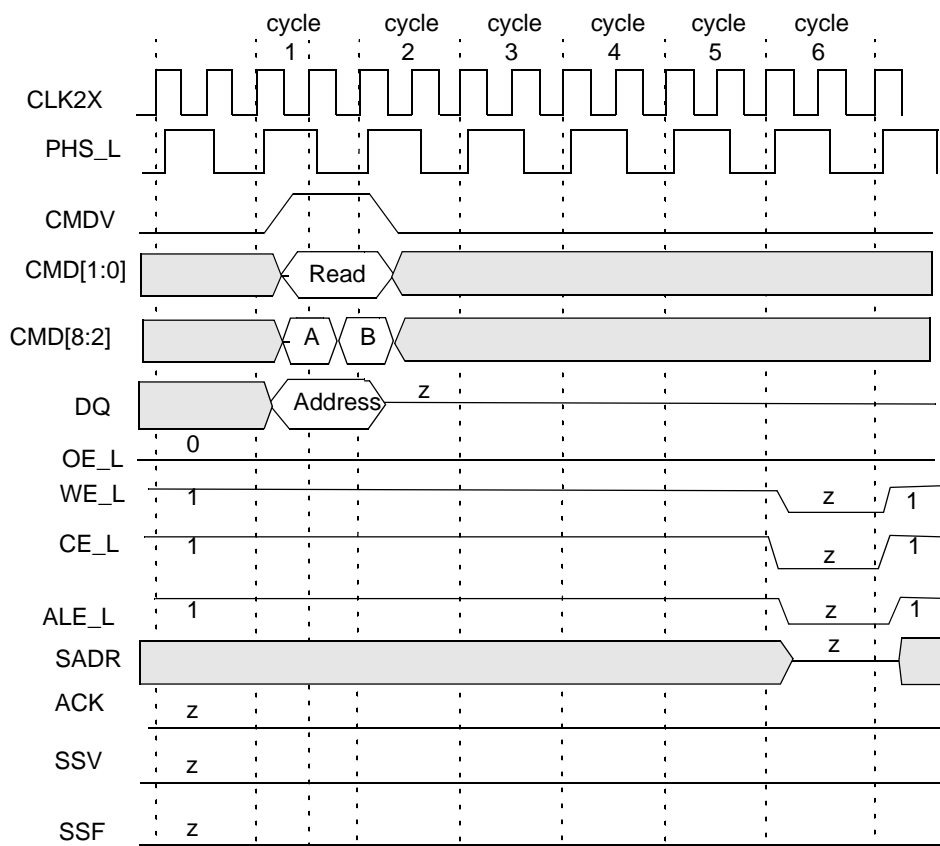 cycle cycle cycle cycle cycle cycle
1 2 3 4 5 6
CLK2X
PHS_L
CMDV
CMD[1:0] Read
CMD[8:2] A B
DQ Address z
OE_L 0
WE_L 1 z 1
CE_L 1 z 1
ALE_L 1 z 1
SADR z
ACK z
SSV z
SSF z